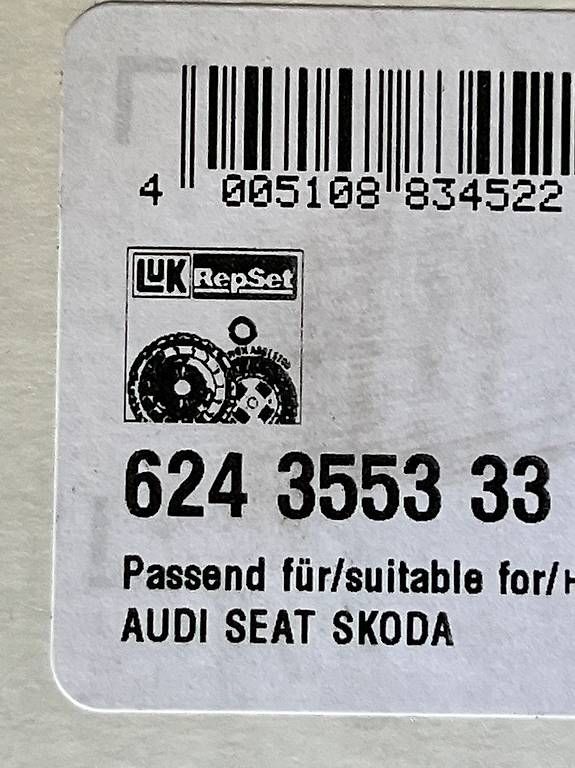 4 005108 834522
LuK RepSet
624 3553 33
Passend für/suitable for/
AUDI SEAT SKODA